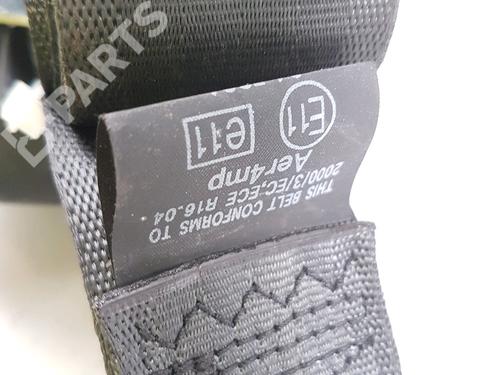 THIS BELT CONFORMS TO
2000/3/EC,ECE R16.04
Aer4mp
e11 E11
B-PARTS